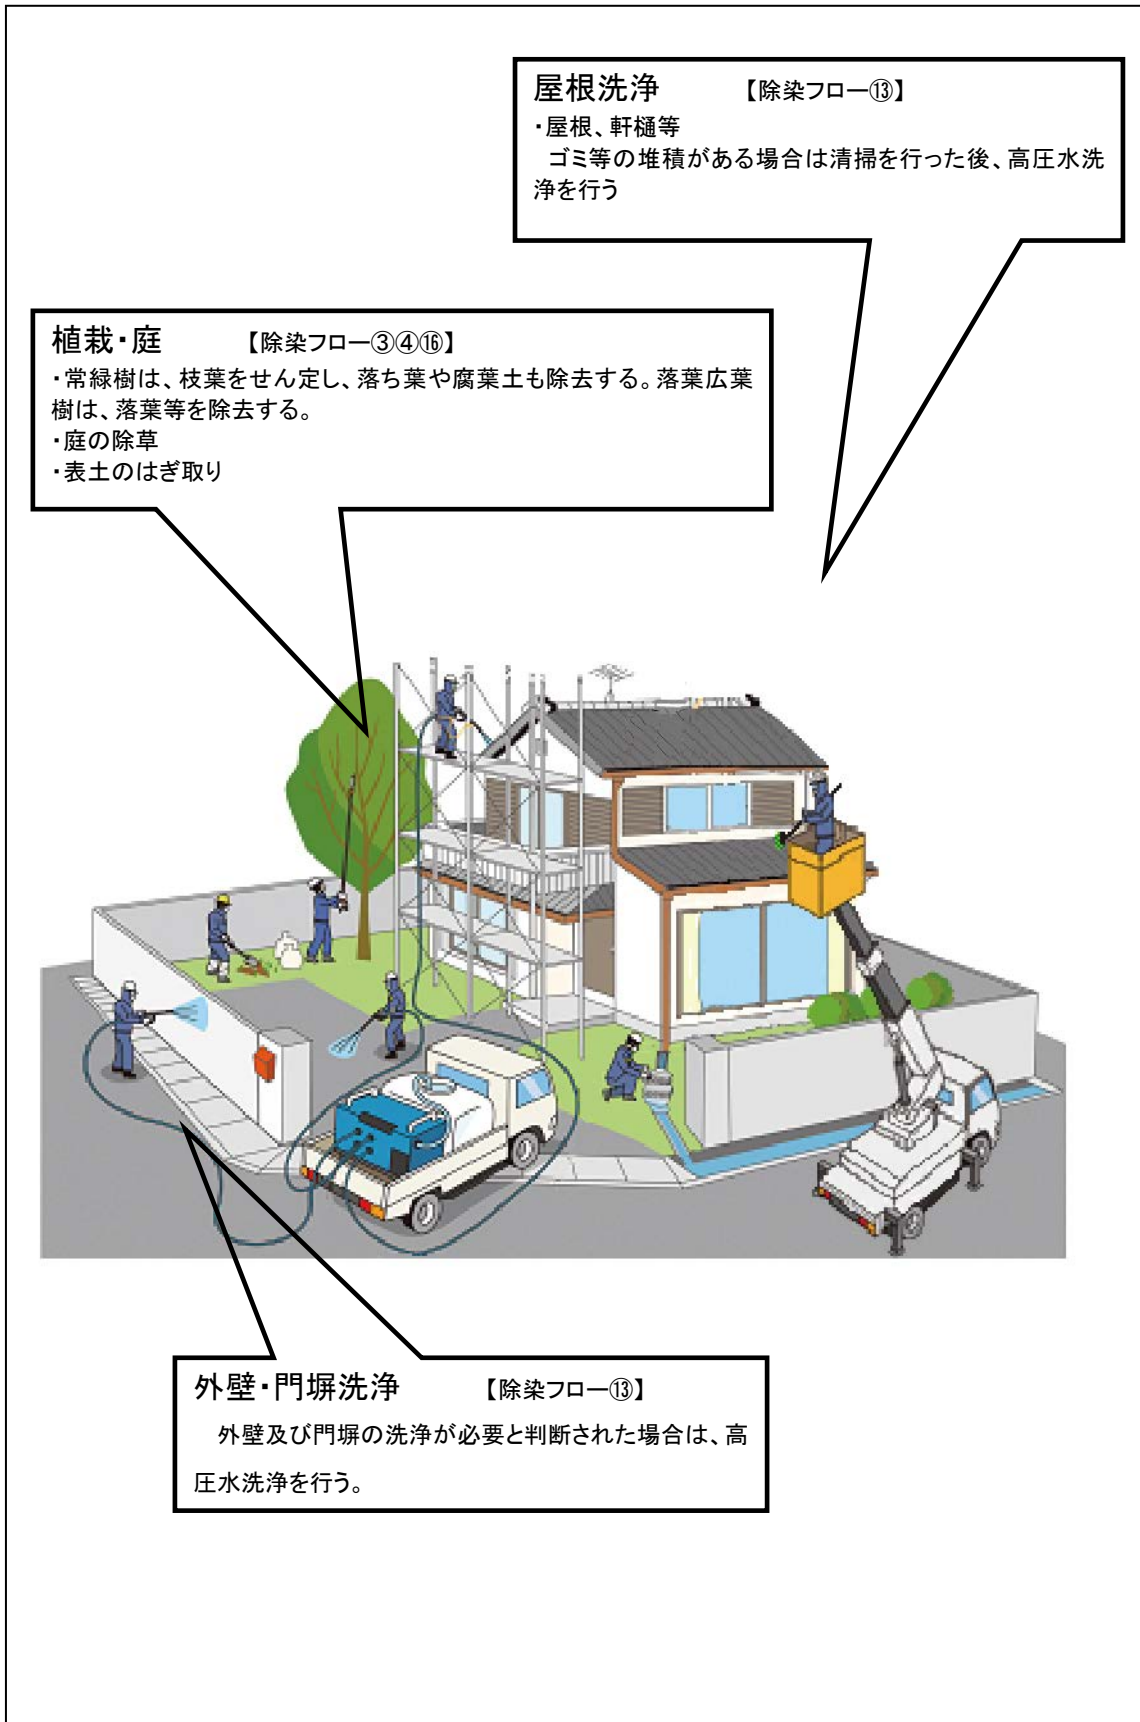 屋根洗浄　　　【除染フロー⑬】
・屋根、軒樋等
　ゴミ等の堆積がある場合は清掃を行った後、高圧水洗
浄を行う
植栽・庭　　　【除染フロー③④⑯】
・常緑樹は、枝葉をせん定し、落ち葉や腐葉土も除去する。落葉広葉
樹は、落葉等を除去する。
・庭の除草
・表土のはぎ取り
外壁・門塀洗浄　　　【除染フロー⑬】
　外壁及び門塀の洗浄が必要と判断された場合は、高
圧水洗浄を行う。